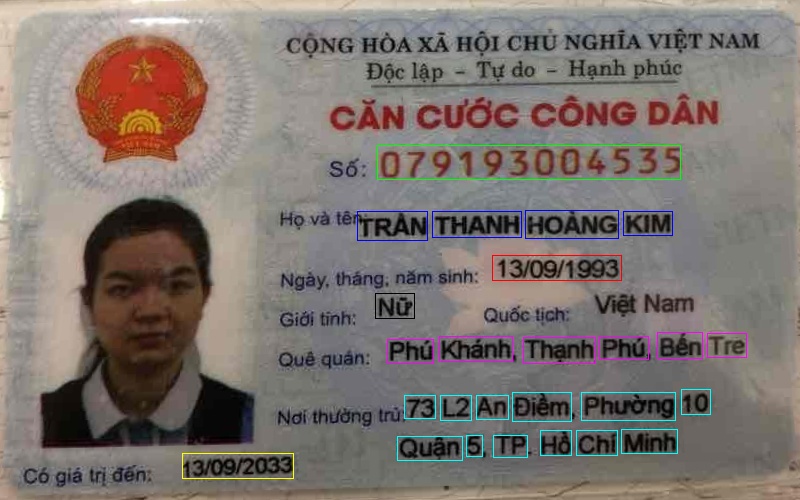 CỘNG HÒA XÃ HỘI CHỦ NGHĨA VIỆT NAM
Độc lập - Tự do - Hạnh phúc
CĂN CƯỚC CÔNG DÂN
Số: 079193004535
Họ và tên: TRẦN THANH HOÀNG KIM
Ngày, tháng, năm sinh: 13/09/1993
Giới tính: Nữ Quốc tịch: Việt Nam
Quê quán: Phú Khánh, Thạnh Phú, Bến Tre
Nơi thường trú: 73 L2 An Điềm, Phường 10
Quận 5, TP. Hồ Chí Minh
Có giá trị đến: 13/09/2033